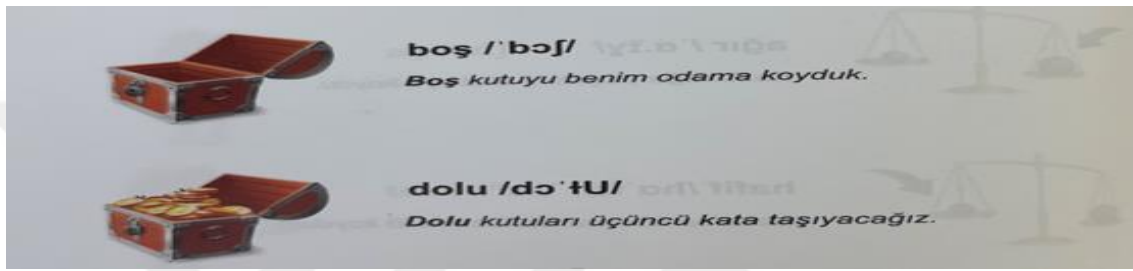 boş /ˈbɔʃ/
Boş kutuyu benim odama koyduk.
dolu /dɔˈɫU/
Dolu kutuları üçüncü kata taşıyacağız.